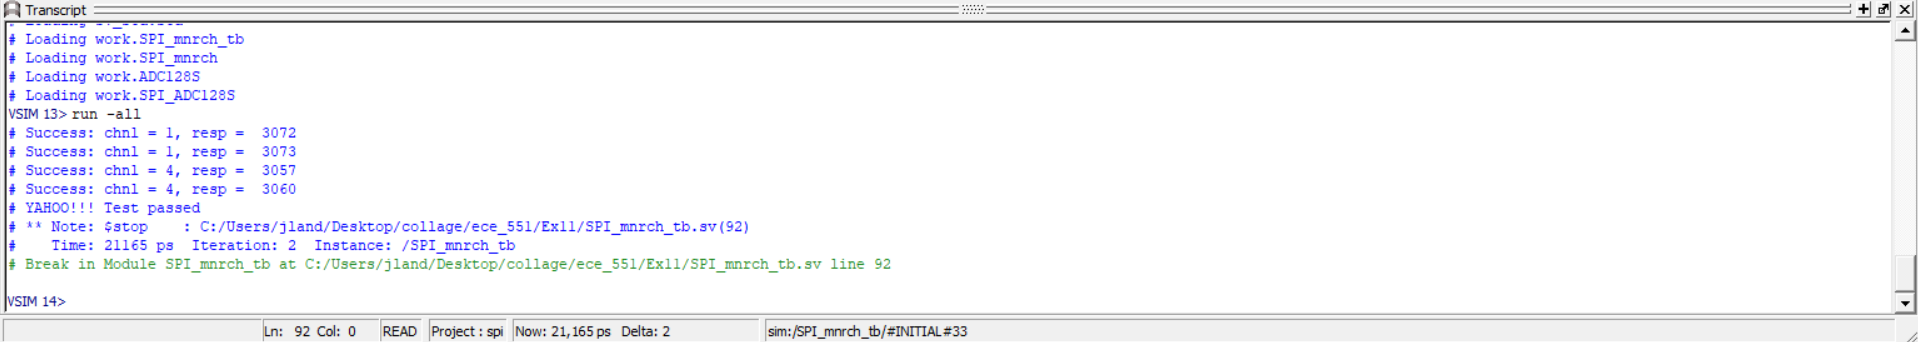 Transcript
# Loading work.SPI_mnrch_tb
# Loading work.SPI_mnrch
# Loading work.ADC128S
# Loading work.SPI_ADC128S
VSIM 13> run -all
# Success: chnl = 1, resp =  3072
# Success: chnl = 1, resp =  3073
# Success: chnl = 4, resp =  3057
# Success: chnl = 4, resp =  3060
# YAHOO!!! Test passed
# ** Note: $stop    : C:/Users/jland/Desktop/collage/ece_551/Ex11/SPI_mnrch_tb.sv(92)
#    Time: 21165 ps  Iteration: 2  Instance: /SPI_mnrch_tb
# Break in Module SPI_mnrch_tb at C:/Users/jland/Desktop/collage/ece_551/Ex11/SPI_mnrch_tb.sv line 92
VSIM 14>
Ln: 92 Col: 0 READ Project : spi Now: 21,165 ps Delta: 2 sim:/SPI_mnrch_tb/#INITIAL#33